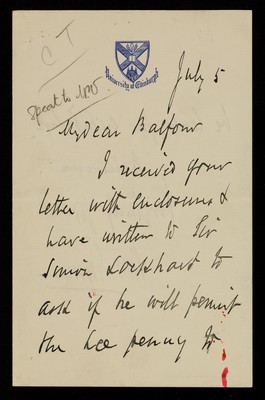 C T
speak to
University of Edinburgh
July 5
My dear Balfour
I received your
letter with enclosures &
have written to Sir
Simon Lockhart to
ask if he will permit
the Lee penny to